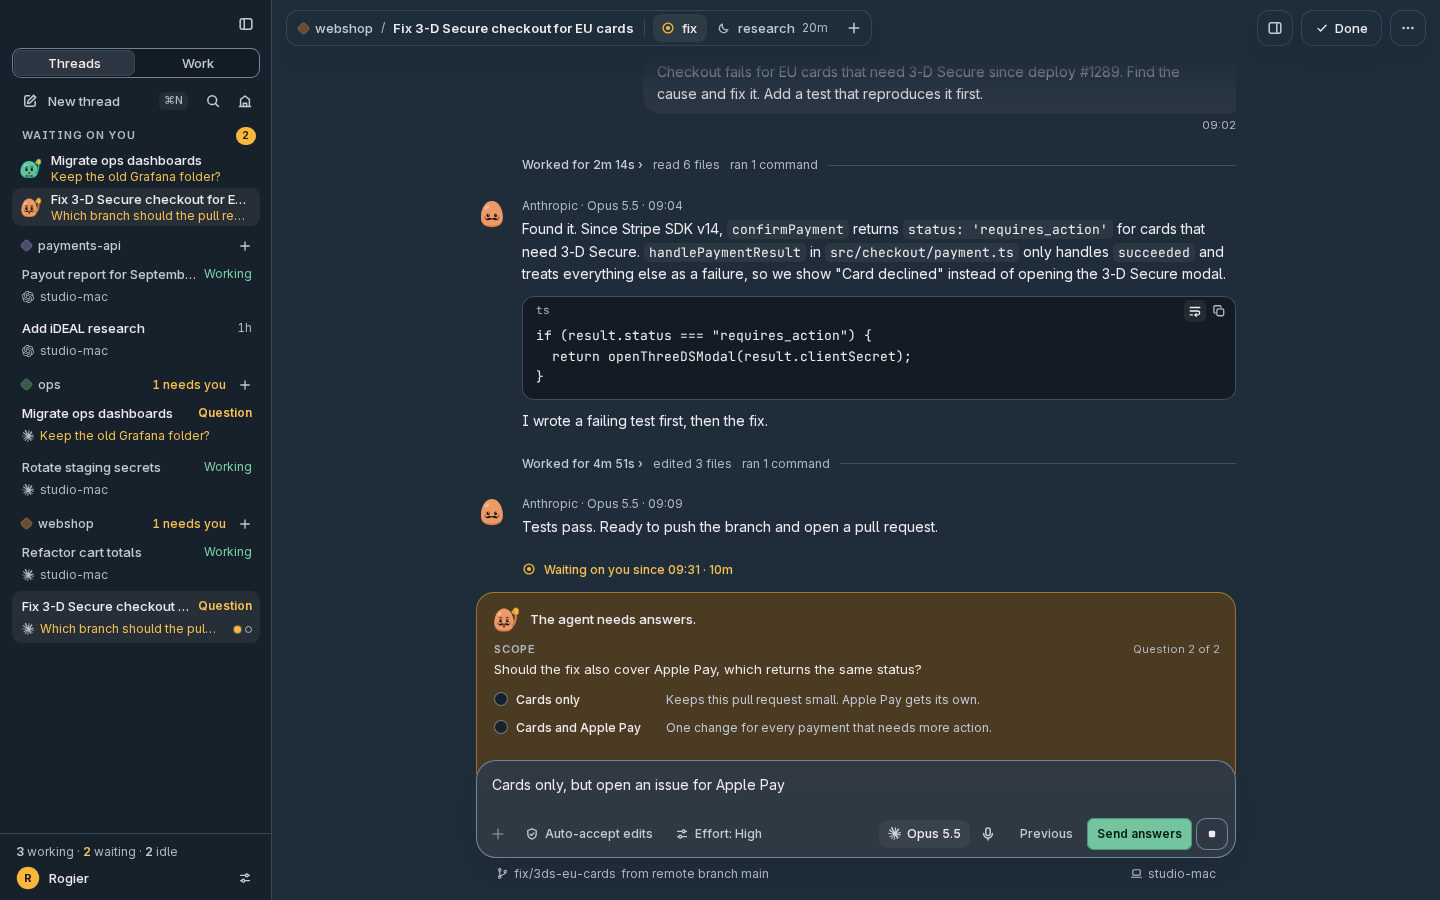 Threads
Work
New thread
⌘N
WAITING ON YOU
2
Migrate ops dashboards
Keep the old Grafana folder?
Fix 3-D Secure checkout for E…
Which branch should the pull re…
payments-api
Payout report for Septemb…
Working
studio-mac
Add iDEAL research
1h
studio-mac
ops
1 needs you
Migrate ops dashboards
Question
Keep the old Grafana folder?
Rotate staging secrets
Working
studio-mac
webshop
1 needs you
Refactor cart totals
Working
studio-mac
Fix 3-D Secure checkout …
Question
Which branch should the pul…
3 working · 2 waiting · 2 idle
R
Rogier
webshop / Fix 3-D Secure checkout for EU cards
fix
research 20m
Done
Checkout fails for EU cards that need 3-D Secure since deploy #1289. Find the
cause and fix it. Add a test that reproduces it first.
09:02
Worked for 2m 14s › read 6 files ran 1 command
Anthropic · Opus 5.5 · 09:04
Found it. Since Stripe SDK v14, confirmPayment returns status: 'requires_action' for cards that
need 3-D Secure. handlePaymentResult in src/checkout/payment.ts only handles succeeded and
treats everything else as a failure, so we show "Card declined" instead of opening the 3-D Secure modal.
ts
if (result.status === "requires_action") {
return openThreeDSModal(result.clientSecret);
}
I wrote a failing test first, then the fix.
Worked for 4m 51s › edited 3 files ran 1 command
Anthropic · Opus 5.5 · 09:09
Tests pass. Ready to push the branch and open a pull request.
Waiting on you since 09:31 · 10m
The agent needs answers.
SCOPE
Question 2 of 2
Should the fix also cover Apple Pay, which returns the same status?
Cards only
Keeps this pull request small. Apple Pay gets its own.
Cards and Apple Pay
One change for every payment that needs more action.
Cards only, but open an issue for Apple Pay
Auto-accept edits
Effort: High
Opus 5.5
Previous
Send answers
fix/3ds-eu-cards from remote branch main
studio-mac